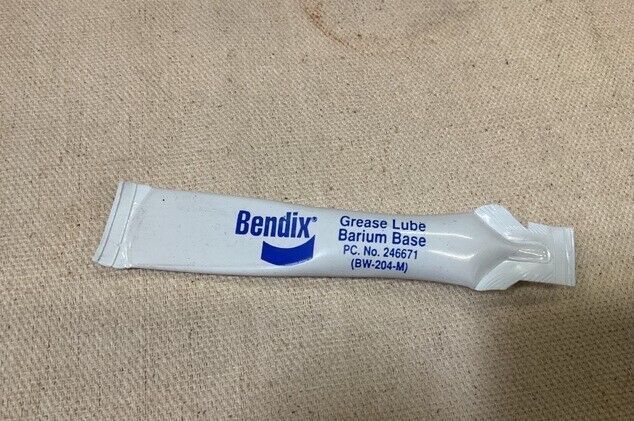 Bendix®
Grease Lube
Barium Base
PC. No. 246671
(BW-204-M)